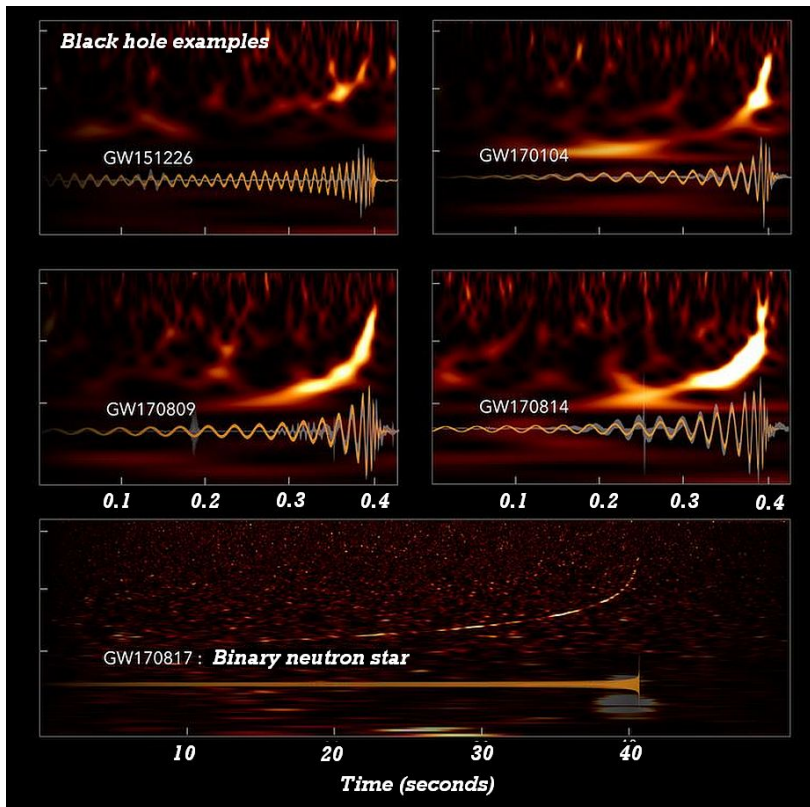 Black hole examples
GW151226
GW170104
GW170809
GW170814
0.1 0.2 0.3 0.4 0.1 0.2 0.3 0.4
GW170817 : Binary neutron star
10 20 30 40
Time (seconds)